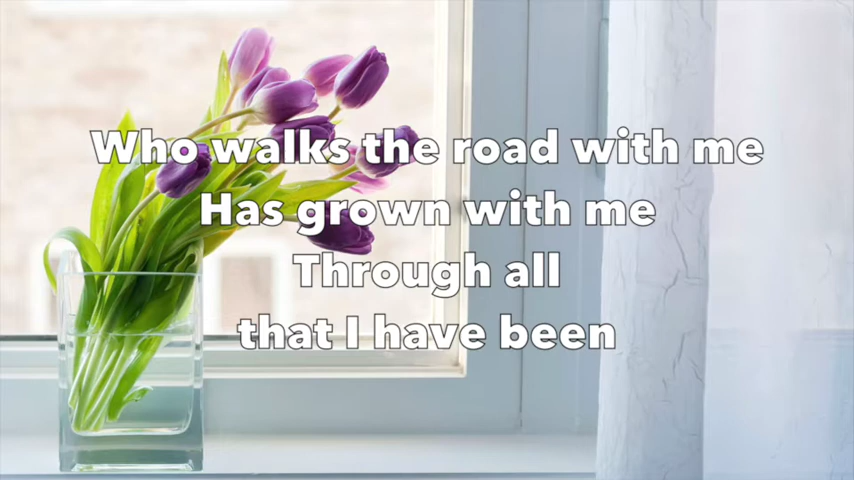 Who walks the road with me
Has grown with me
Through all
that I have been